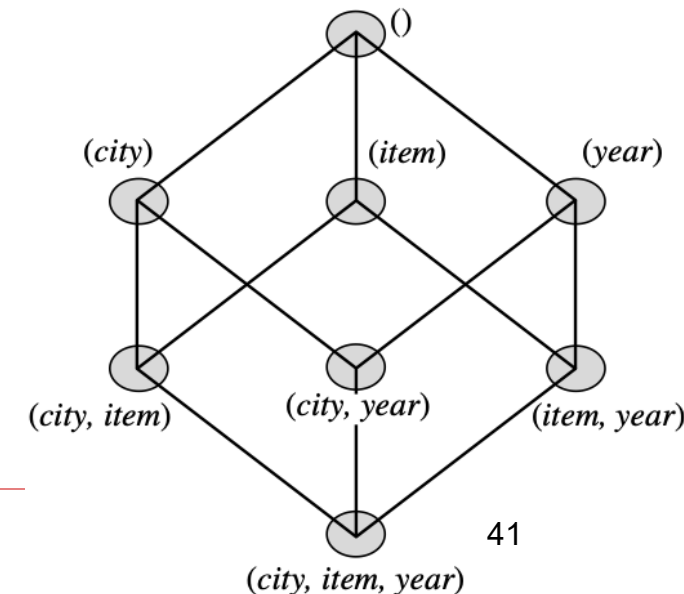 ()
(city)
(item)
(year)
(city, item)
(city, year)
(item, year)
41
(city, item, year)